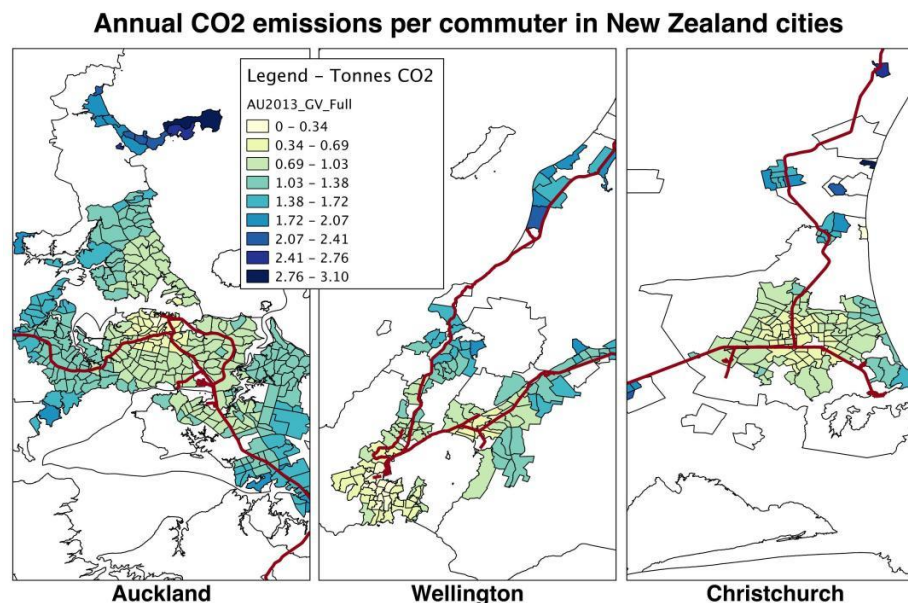 Annual CO2 emissions per commuter in New Zealand cities
Legend - Tonnes CO2
AU2013_GV_Full
0 - 0.34
0.34 - 0.69
0.69 - 1.03
1.03 - 1.38
1.38 - 1.72
1.72 - 2.07
2.07 - 2.41
2.41 - 2.76
2.76 - 3.10
Auckland
Wellington
Christchurch